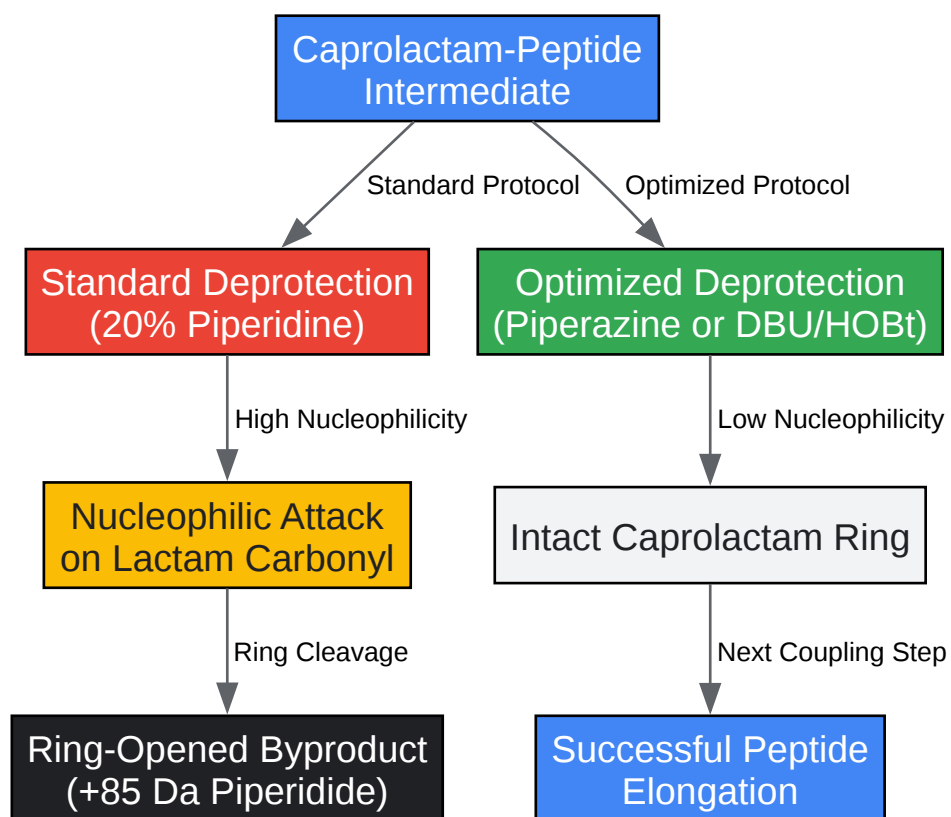 Caprolactam-Peptide
Intermediate
Standard Protocol
Optimized Protocol
Standard Deprotection
(20% Piperidine)
Optimized Deprotection
(Piperazine or DBU/HOBt)
High Nucleophilicity
Low Nucleophilicity
Nucleophilic Attack
on Lactam Carbonyl
Intact Caprolactam Ring
Ring Cleavage
Next Coupling Step
Ring-Opened Byproduct
(+85 Da Piperidide)
Successful Peptide
Elongation